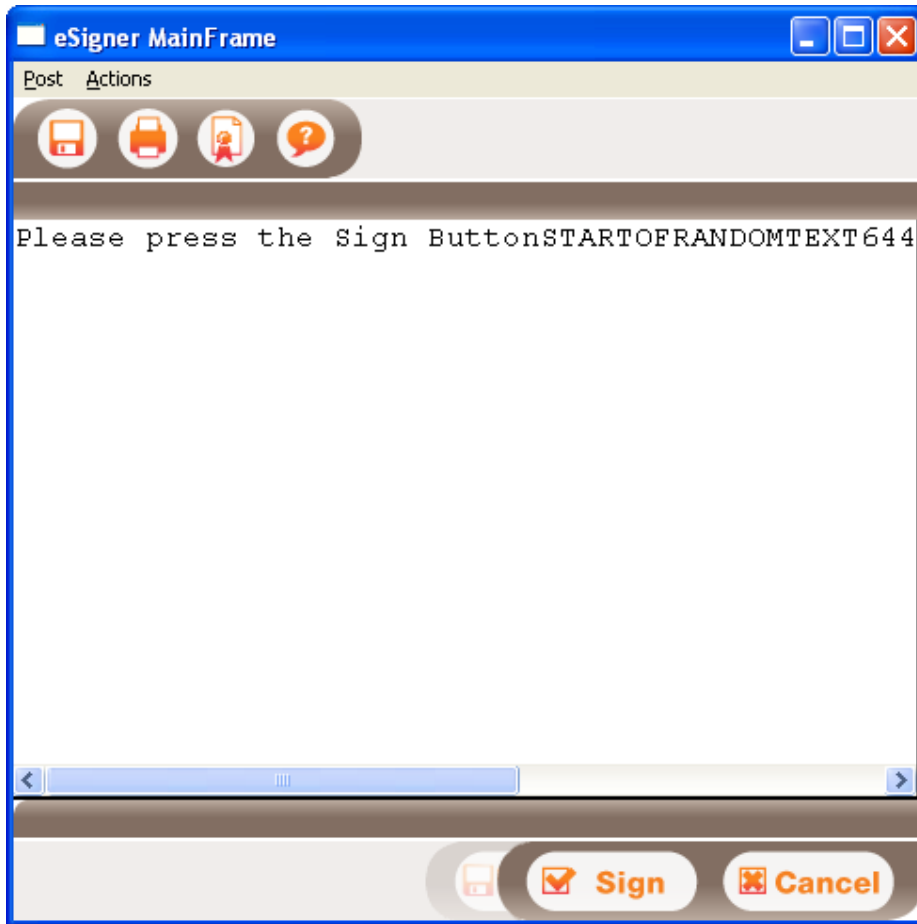 eSigner MainFrame
Post Actions
?
Please press the Sign ButtonSTARTOFRANDOMTEXT644
Sign Cancel